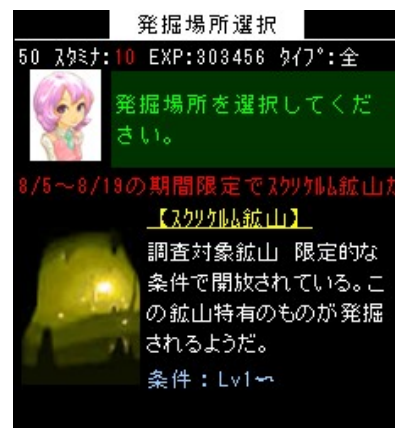 発掘場所選択
50 ｽﾀﾐﾅ:10 EXP:303456 ﾀｲﾌﾟ:全
発掘場所を選択してくだ
さい。
8/5～8/19の期間限定でｽｸﾘｹﾙﾑ鉱山が
【ｽｸﾘｹﾙﾑ鉱山】
調査対象鉱山 限定的な
条件で開放されている。こ
の鉱山特有のものが発掘
されるようだ。
条件：Lv1～